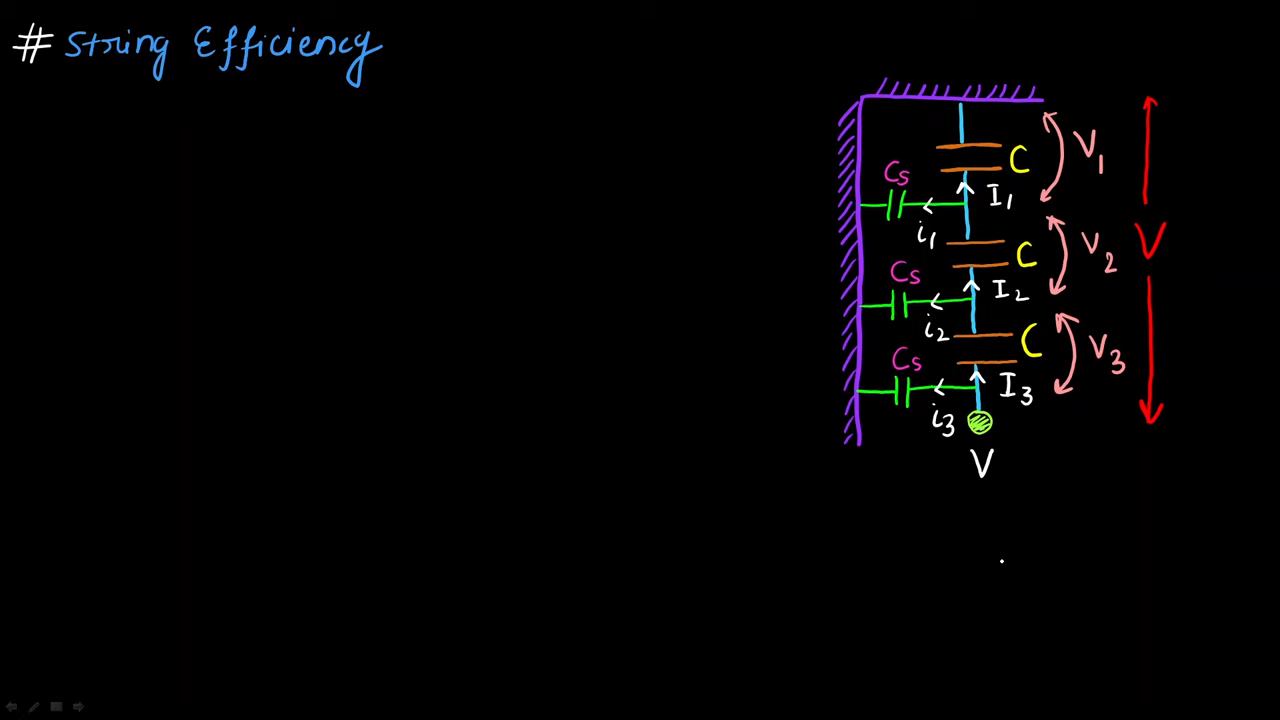 # String Efficiency
C
V1
Cs
I1
i1
V
C
V2
Cs
I2
i2
C
V3
Cs
I3
i3
V